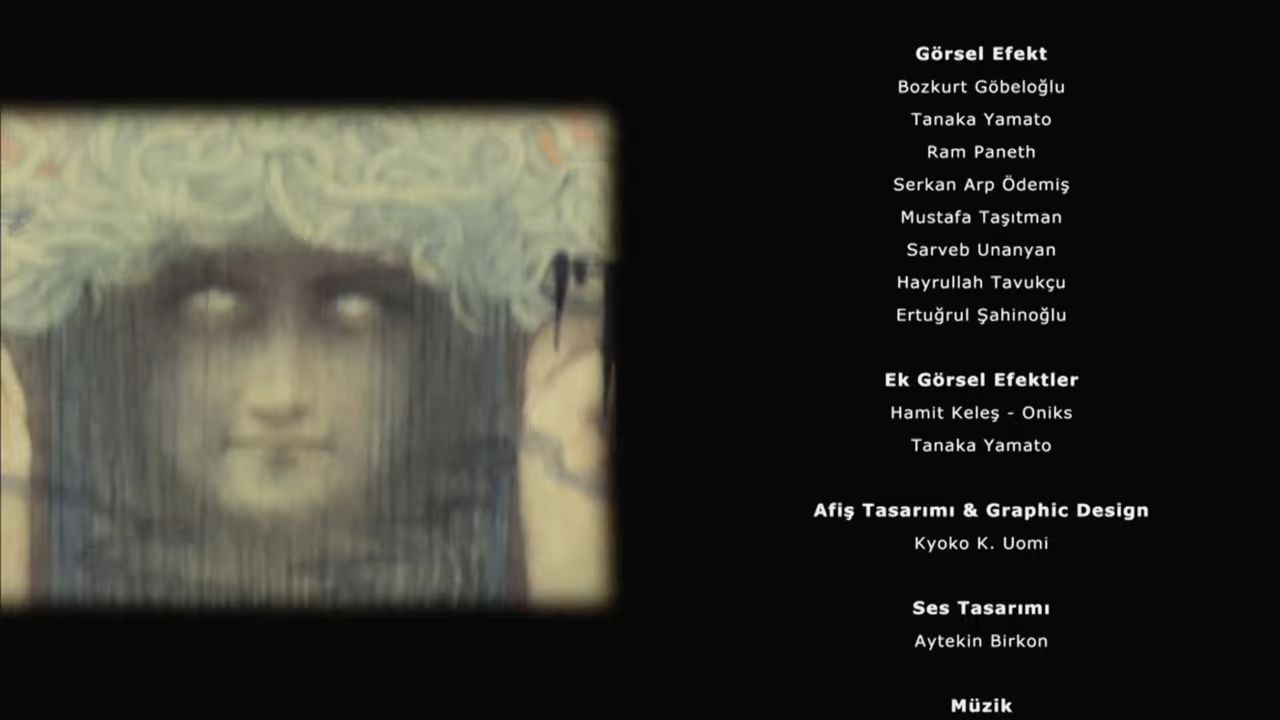 Görsel Efekt
Bozkurt Göbeloğlu
Tanaka Yamato
Ram Paneth
Serkan Arp Ödemiş
Mustafa Taşıtman
Sarveb Unanyan
Hayrullah Tavukçu
Ertuğrul Şahinoğlu
Ek Görsel Efektler
Hamit Keleş - Oniks
Tanaka Yamato
Afiş Tasarımı & Graphic Design
Kyoko K. Uomi
Ses Tasarımı
Aytekin Birkon
Müzik